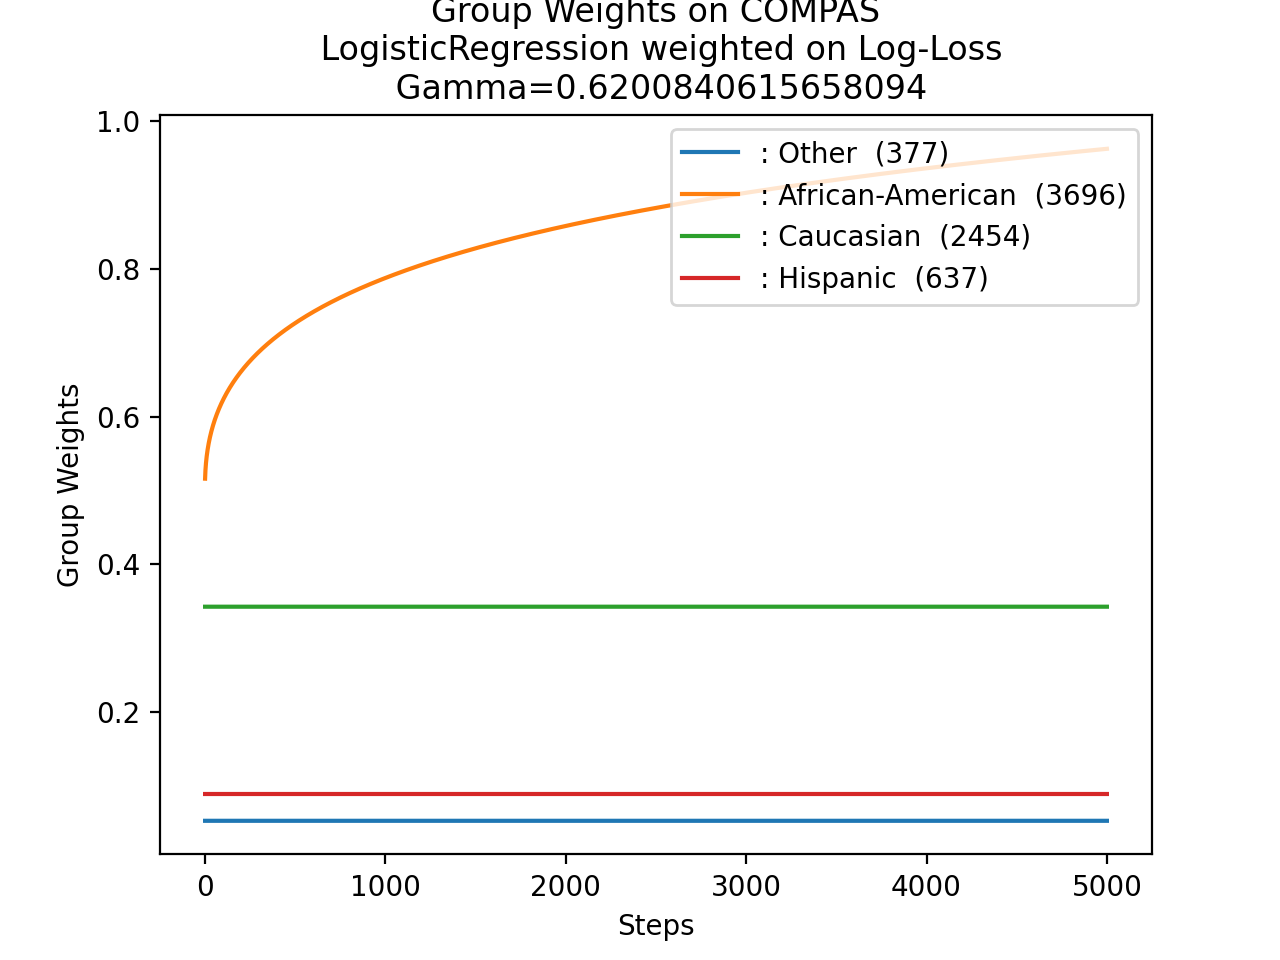 Group Weights on COMPAS
LogisticRegression weighted on Log-Loss
Gamma=0.6200840615658094
1.0
0.8
0.6
0.4
0.2
Group Weights
: Other (377)
: African-American (3696)
: Caucasian (2454)
: Hispanic (637)
0 1000 2000 3000 4000 5000
Steps